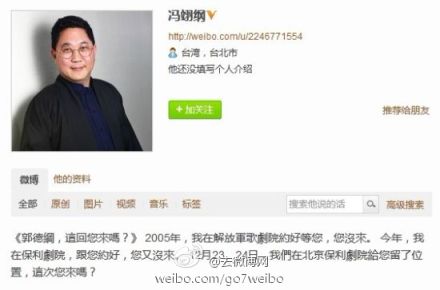 冯翊纲
http://weibo.com/u/2246771554
台湾，台北市
他还没填写个人介绍
+加关注
推荐给朋友
微博 他的资料
全部 原创 图片 视频 音乐 标签 搜索他说的话 高级搜索
《郭德綱，這回您來嗎？》 2005年，我在解放軍歌劇院約好等您，您沒來。 今年，我
在保利劇院，跟您約好，您又沒來。12月23、24日，我們在北京保利劇院給您留了位
置，這次您來嗎？
@云微博网
weibo.com/go7weibo